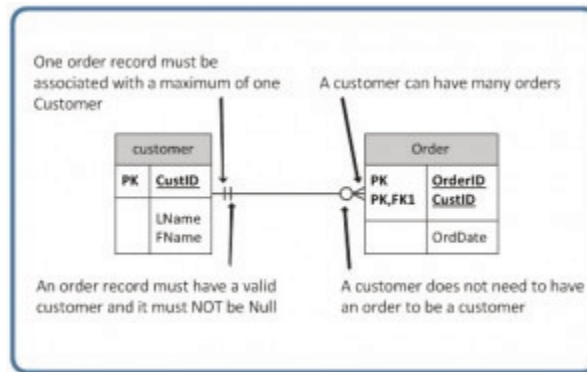 One order record must be
associated with a maximum of one
Customer
A customer can have many orders
customer
PK CustID
LName
FName
Order
PK OrderID
PK,FK1 CustID
OrdDate
An order record must have a valid
customer and it must NOT be Null
A customer does not need to have
an order to be a customer